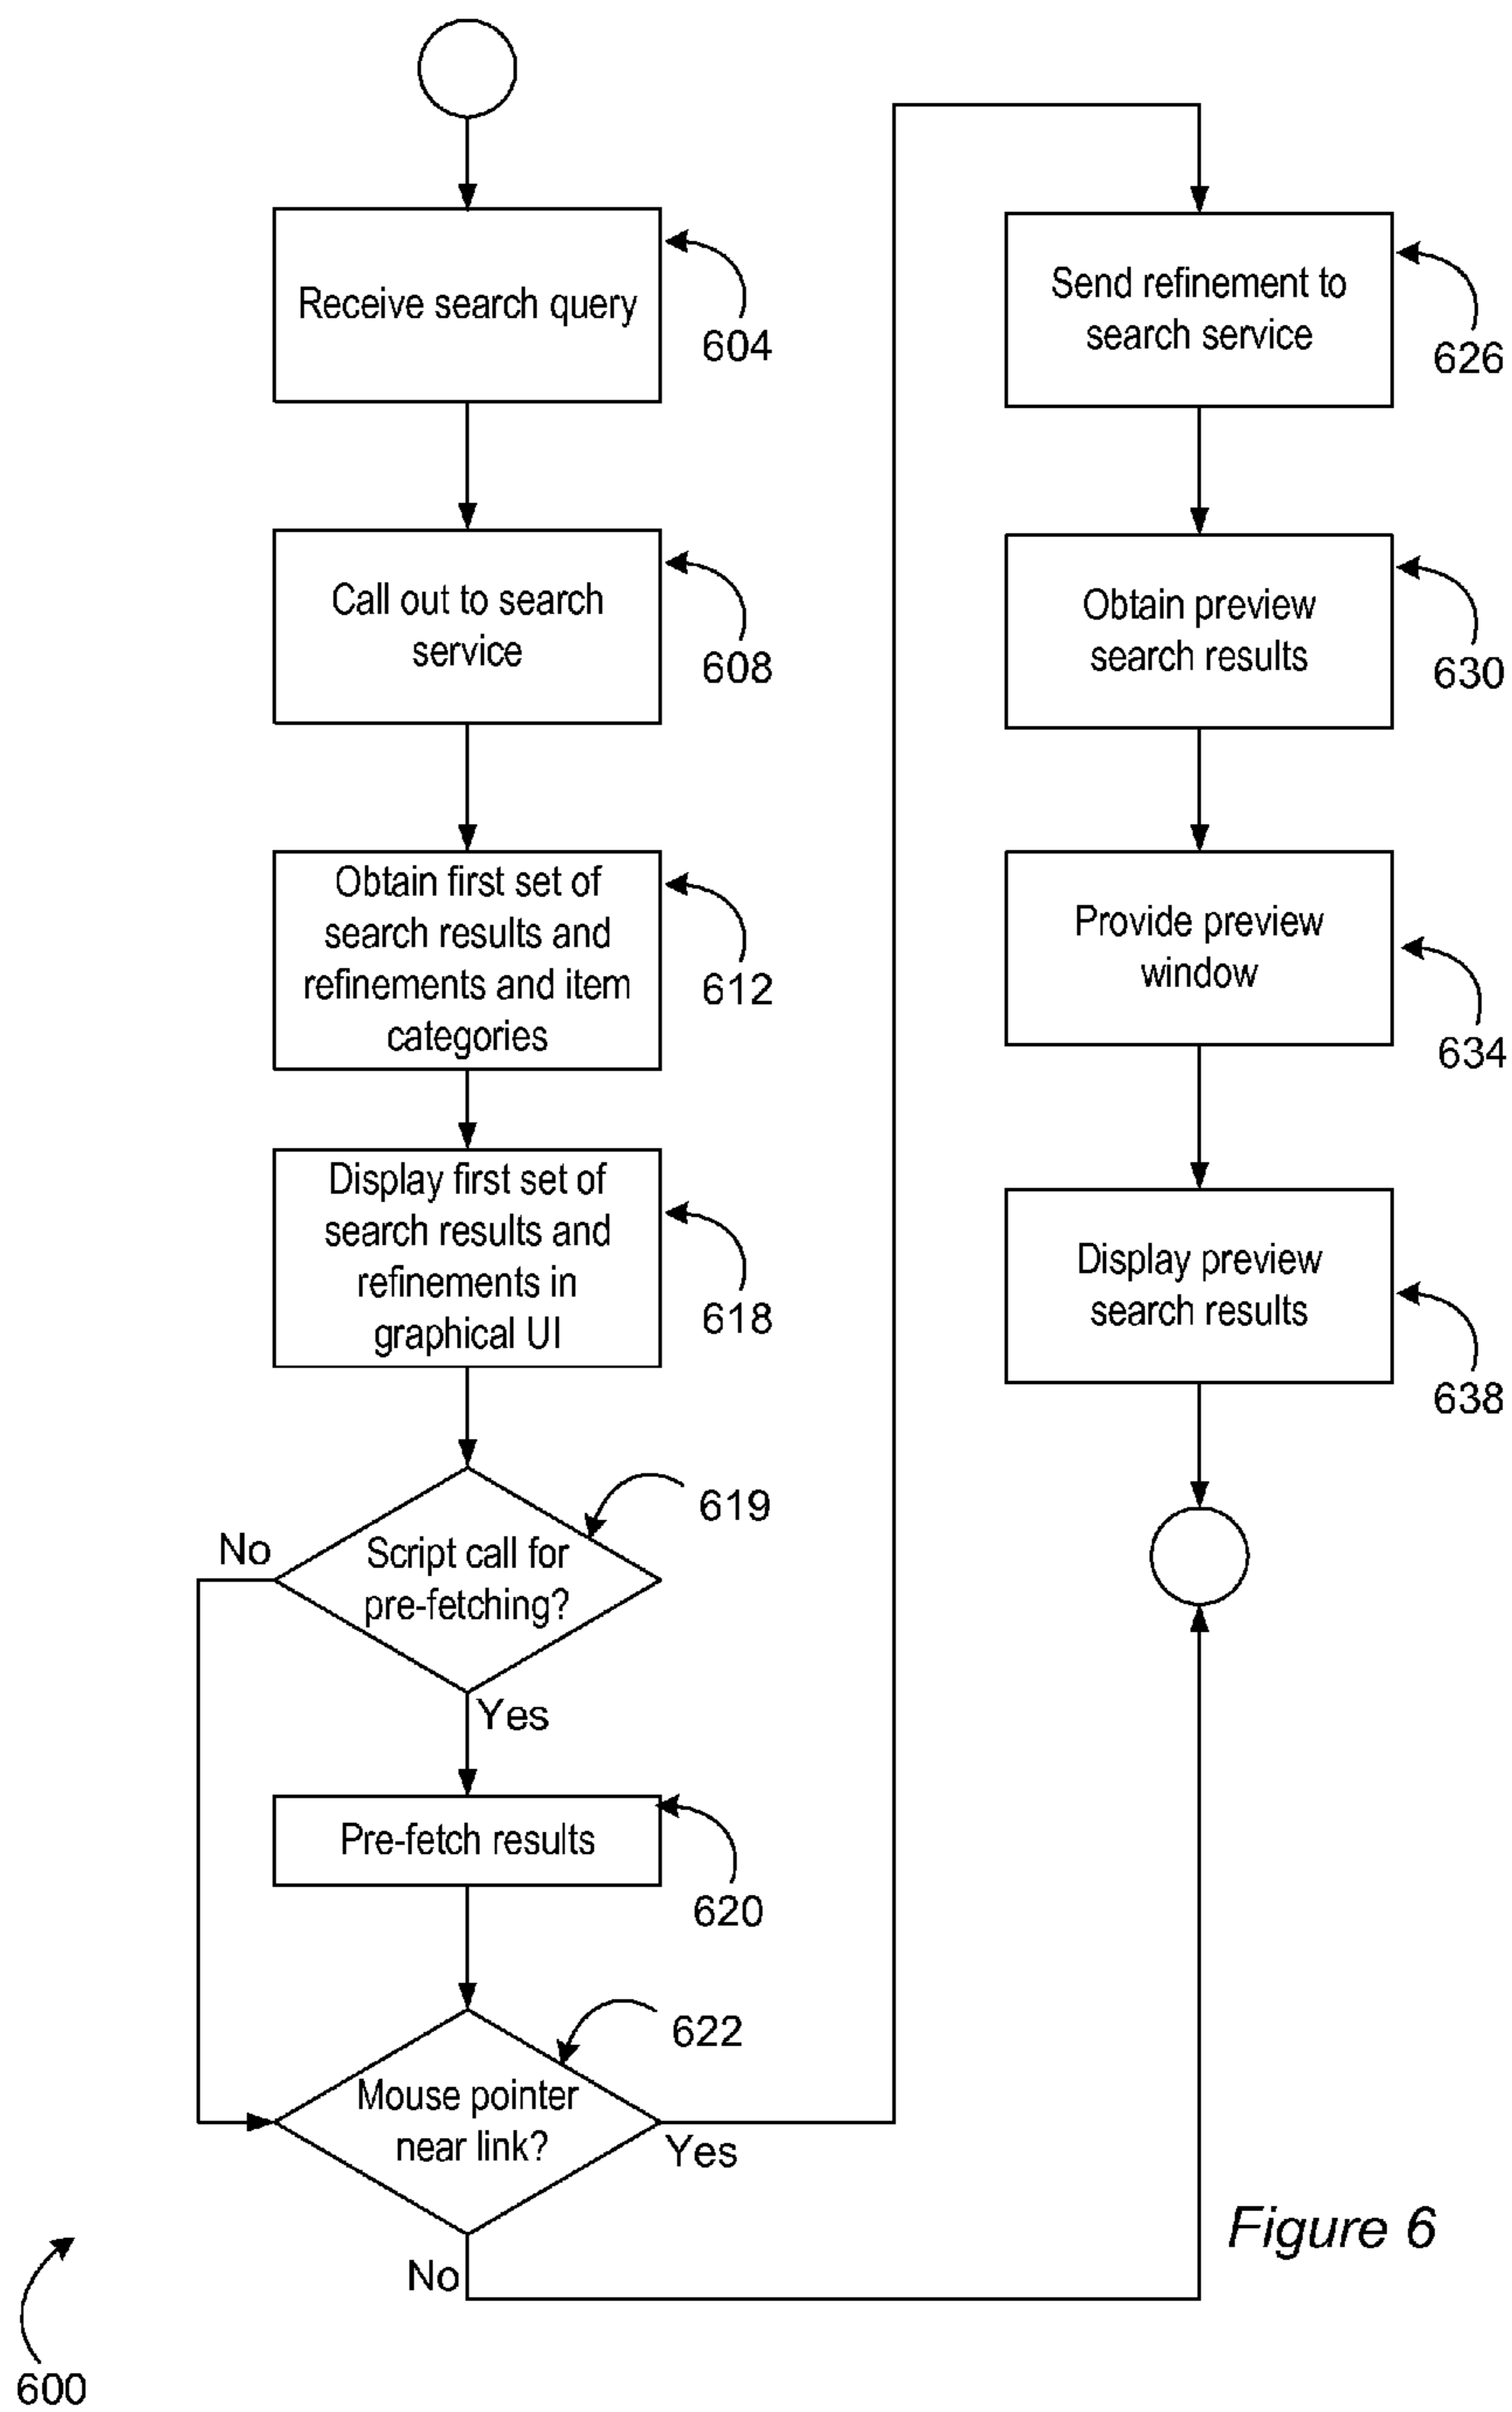 Receive search query
604
Call out to search
service
608
Obtain first set of
search results and
refinements and item
categories
612
Display first set of
search results and
refinements in
graphical UI
618
Script call for
pre-fetching?
619
No
Yes
Pre-fetch results
620
Mouse pointer
near link?
622
Yes
No
600
Send refinement to
search service
626
Obtain preview
search results
630
Provide preview
window
634
Display preview
search results
638
Figure 6